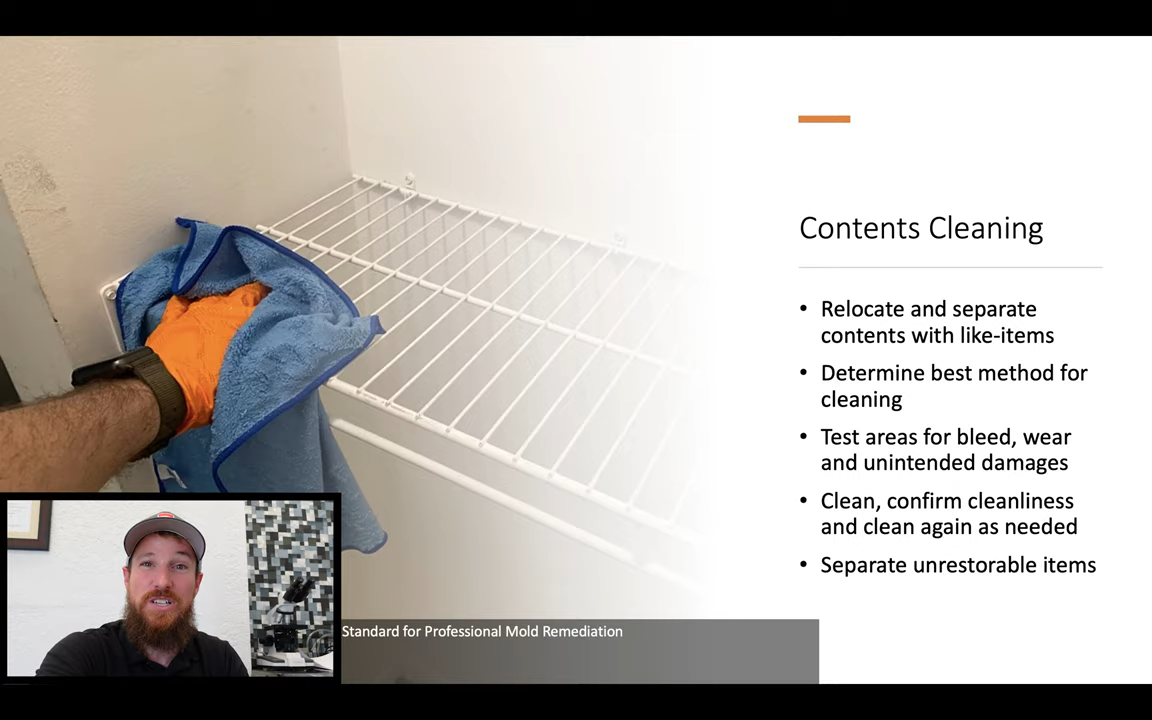 Contents Cleaning
• Relocate and separate
contents with like-items
• Determine best method for
cleaning
• Test areas for bleed, wear
and unintended damages
• Clean, confirm cleanliness
and clean again as needed
• Separate unrestorable items
Standard for Professional Mold Remediation